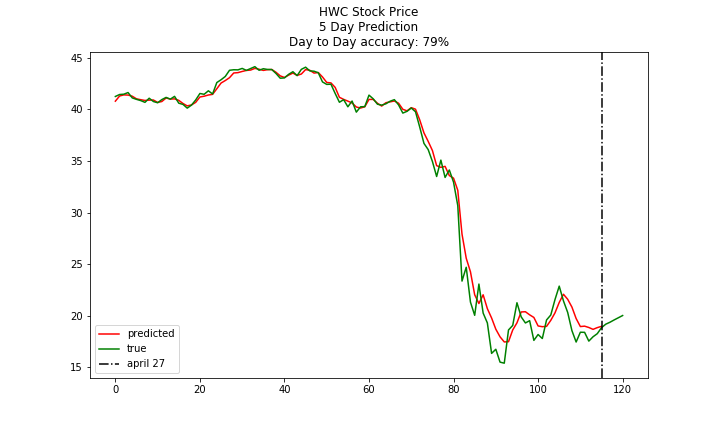 HWC Stock Price
5 Day Prediction
Day to Day accuracy: 79%
45
40
35
30
25
20
15
predicted
true
april 27
0
20
40
60
80
100
120